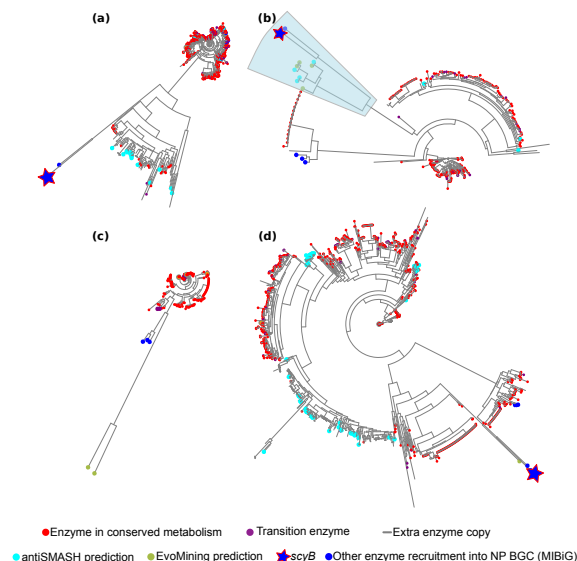 (a)
(b)
(c)
(d)
Enzyme in conserved metabolism Transition enzyme Extra enzyme copy
antiSMASH prediction EvoMining prediction scyB Other enzyme recruitment into NP BGC (MIBiG)